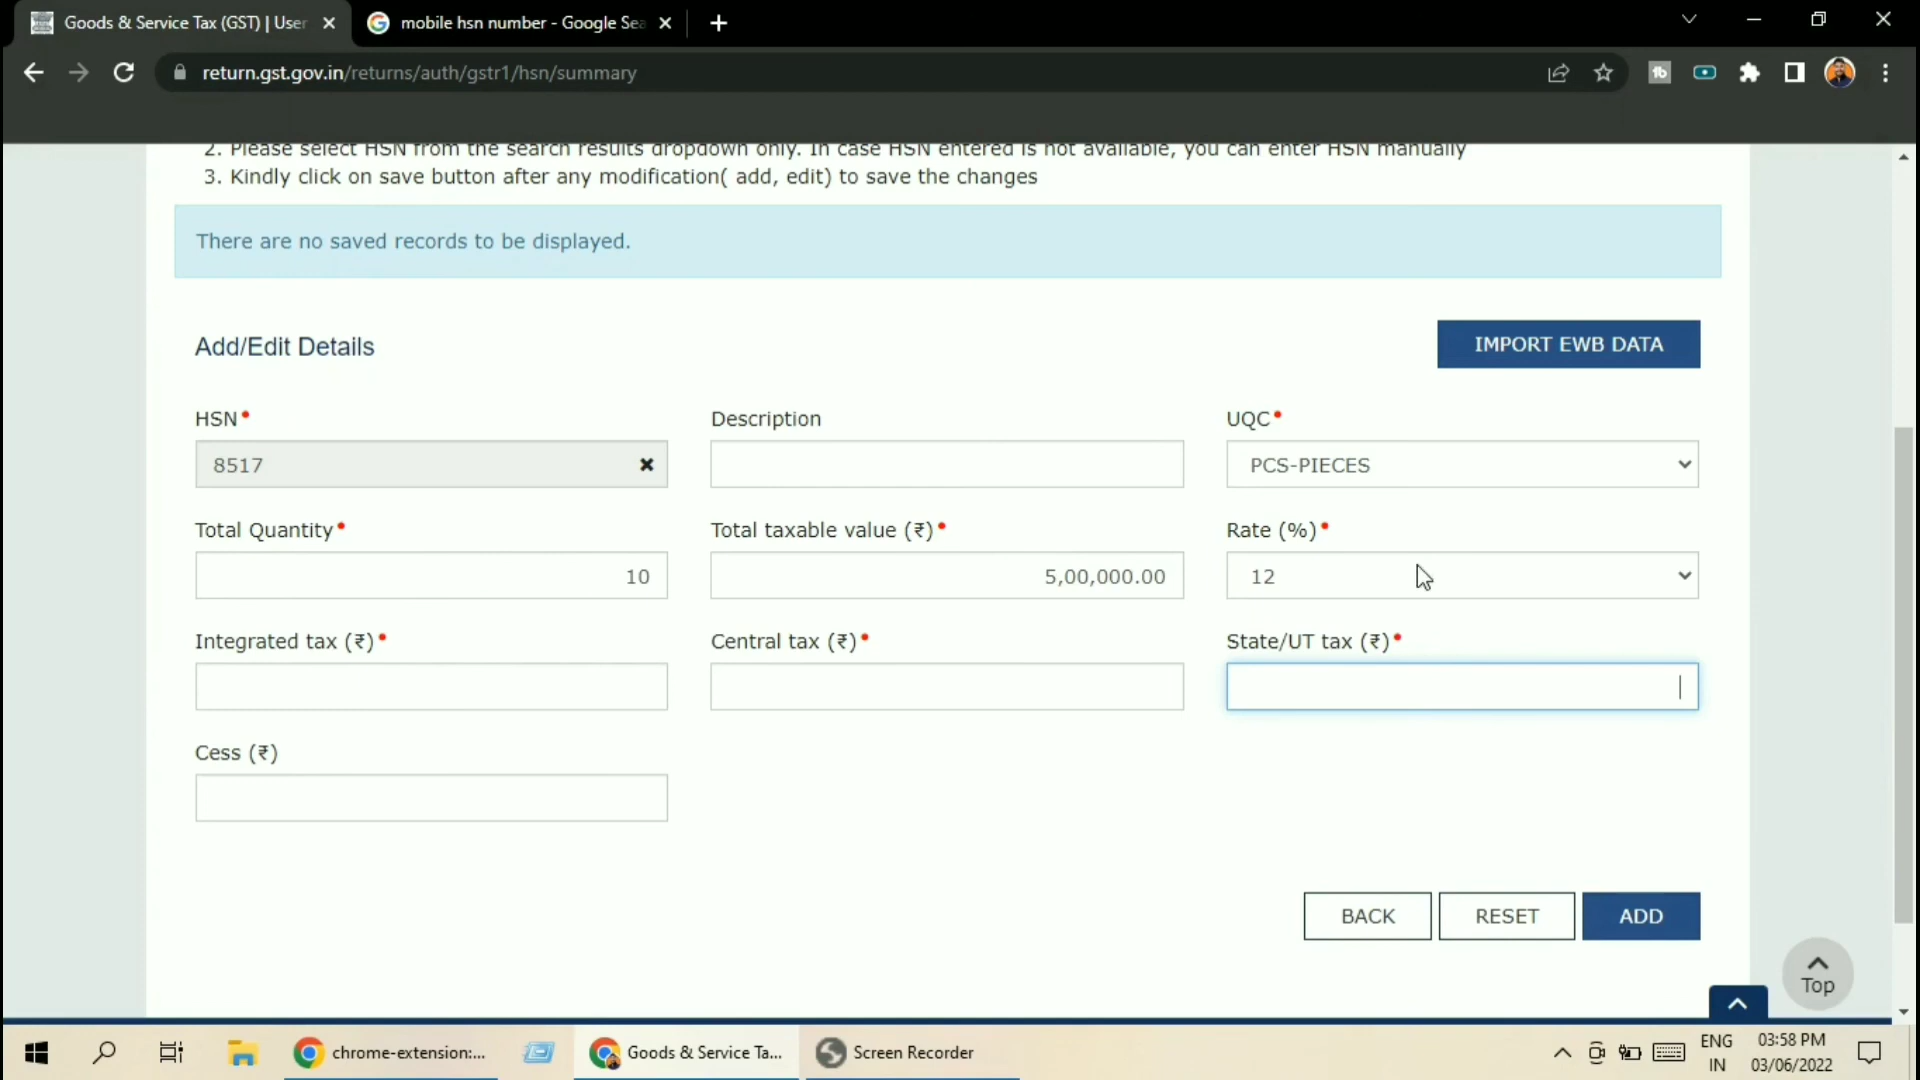 Goods & Service Tax (GST) | User
mobile hsn number - Google Sea
return.gst.gov.in/returns/auth/gstr1/hsn/summary
2. Please select HSN from the search results dropdown only. In case HSN entered is not available, you can enter HSN manually
3. Kindly click on save button after any modification( add, edit) to save the changes
There are no saved records to be displayed.
Add/Edit Details
IMPORT EWB DATA
HSN• Description UQC•
8517 PCS-PIECES
Total Quantity• Total taxable value (₹)• Rate (%)•
10 5,00,000.00 12
Integrated tax (₹)• Central tax (₹)• State/UT tax (₹)•
Cess (₹)
BACK RESET ADD
Top
chrome-extension:...
Goods & Service Ta...
Screen Recorder
ENG
IN
03:58 PM
03/06/2022